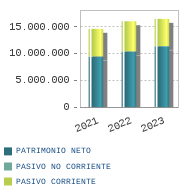 15.000.000
10.000.000
5.000.000
0
2021
2022
2023
PATRIMONIO NETO
PASIVO NO CORRIENTE
PASIVO CORRIENTE